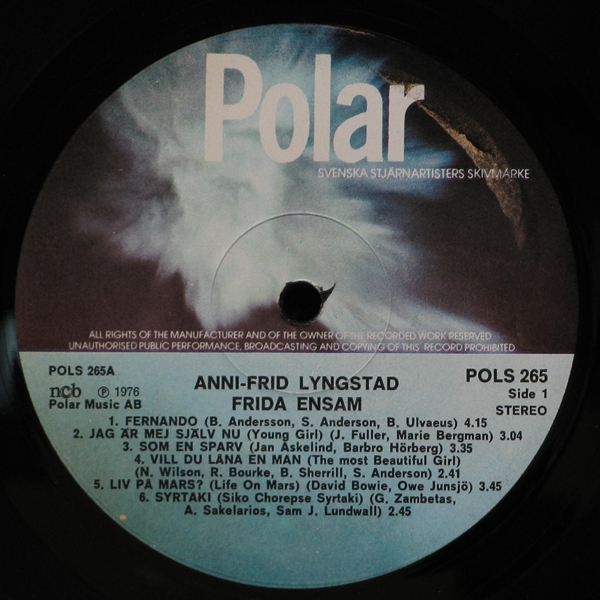 Polar
SVENSKA STJÄRNARTISTERS SKIVMÄRKE
ALL RIGHTS OF THE MANUFACTURER AND OF THE OWNER OF THE RECORDED WORK RESERVED
UNAUTHORISED PUBLIC PERFORMANCE, BROADCASTING AND COPYING OF THIS RECORD PROHIBITED
POLS 265A
ncb ℗ 1976
Polar Music AB
ANNI-FRID LYNGSTAD
FRIDA ENSAM
POLS 265
Side 1
STEREO
1. FERNANDO (B. Andersson, S. Anderson, B. Ulvaeus) 4.15
2. JAG ÄR MEJ SJÄLV NU (Young Girl) (J. Fuller, Marie Bergman) 3.04
3. SOM EN SPARV (Jan Askelind, Barbro Hörberg) 3.35
4. VILL DU LÅNA EN MAN (The most Beautiful Girl)
(N. Wilson, R. Bourke, B. Sherrill, S. Anderson) 2.41
5. LIV PÅ MARS? (Life On Mars) (David Bowie, Owe Junsjö) 3.45
6. SYRTAKI (Siko Chorepse Syrtaki) (G. Zambetas,
A. Sakelarios, Sam J. Lundwall) 2.45